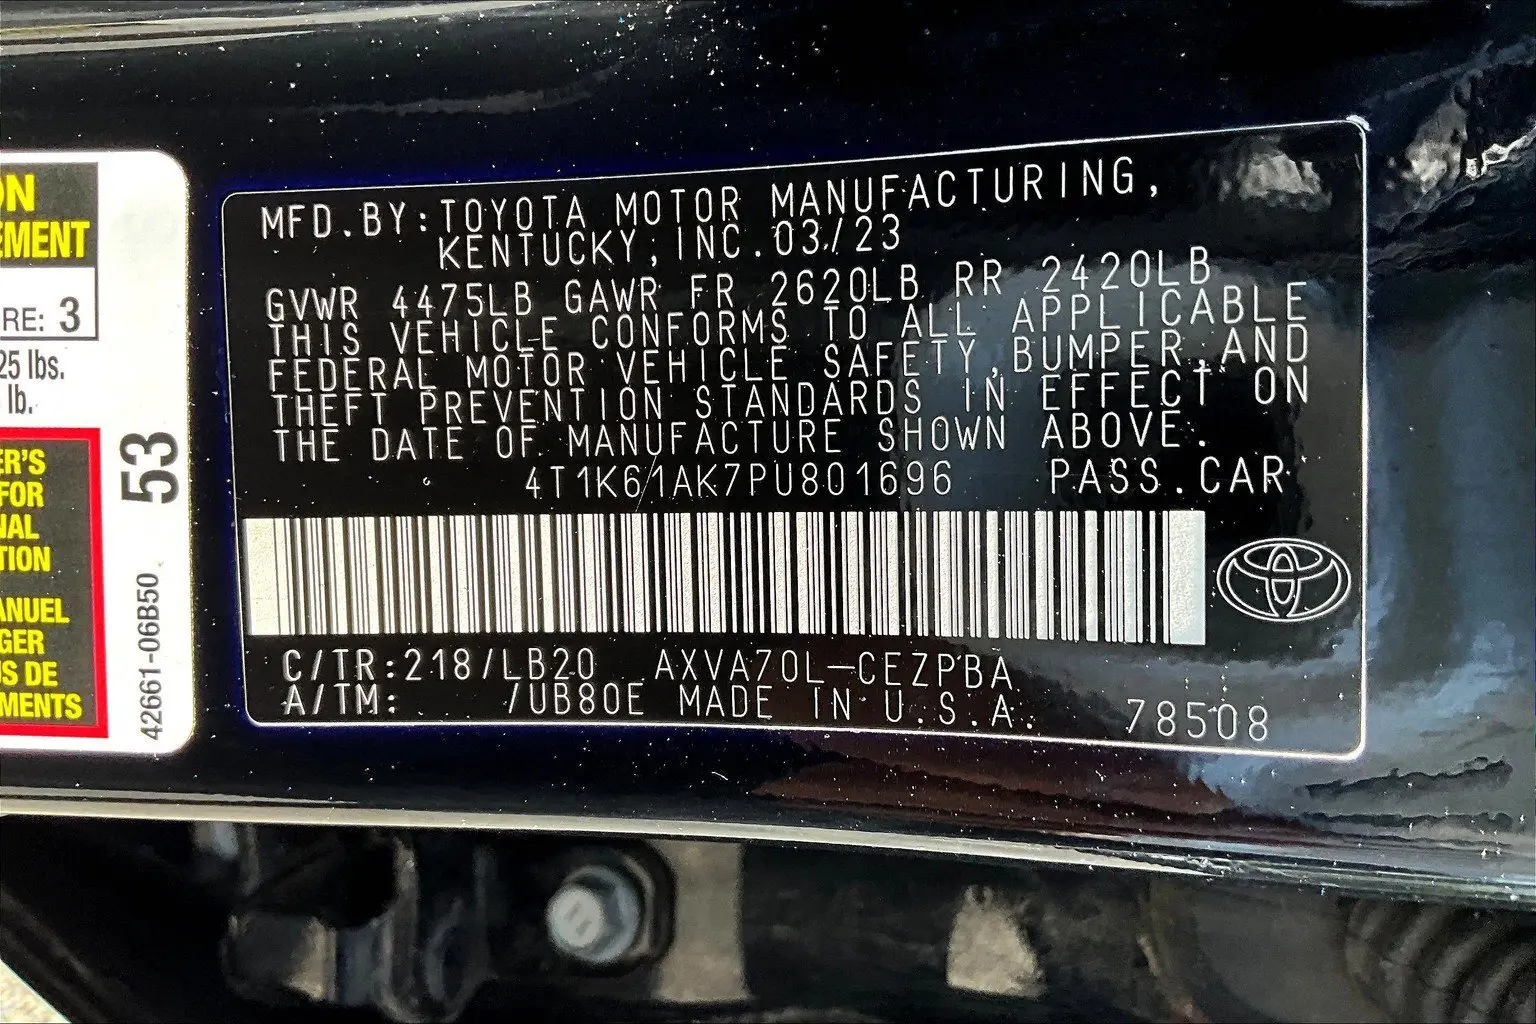 ON
EMENT
RE: 3
25 lbs.
lb.
ER'S
FOR
NAL
TION
ANUEL
GER
US DE
MENTS
53
42661-06B50
MFD.BY:TOYOTA MOTOR MANUFACTURING,
KENTUCKY,INC.03/23
GVWR 4475LB GAWR FR 2620LB RR 2420LB
THIS VEHICLE CONFORMS TO ALL APPLICABLE
FEDERAL MOTOR VEHICLE SAFETY,BUMPER,AND
THEFT PREVENTION STANDARDS IN EFFECT ON
THE DATE OF MANUFACTURE SHOWN ABOVE.
4T1K61AK7PU801696 PASS.CAR
C/TR:218/LB20 AXVA70L-CEZPBA
A/TM: /UB80E MADE IN U.S.A. 78508